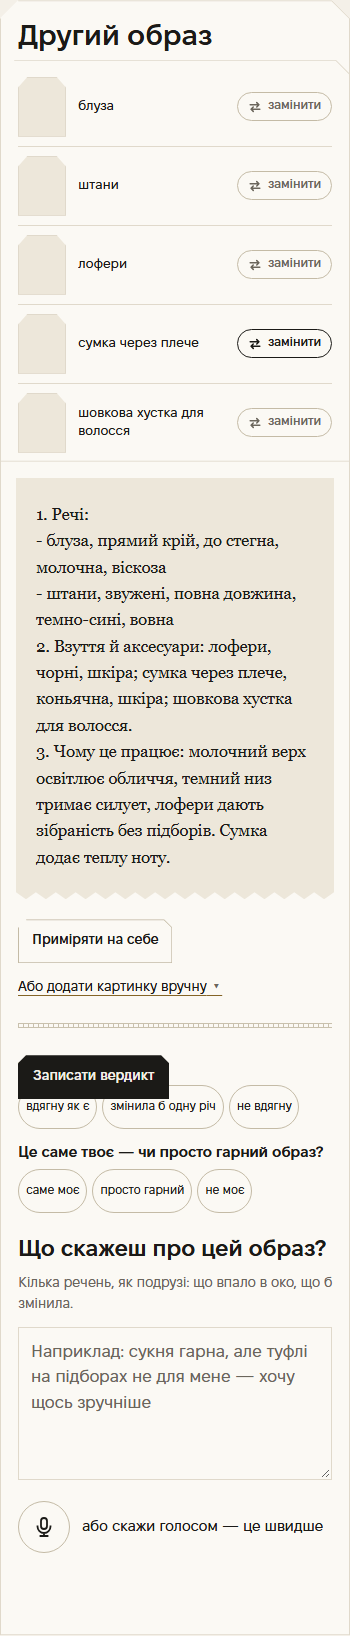 Другий образ
блуза
замінити
штани
замінити
лофери
замінити
сумка через плече
замінити
шовкова хустка для
волосся
замінити
1. Речі:
- блуза, прямий крій, до стегна,
молочна, віскоза
- штани, звужені, повна довжина,
темно-сині, вовна
2. Взуття й аксесуари: лофери,
чорні, шкіра; сумка через плече,
коньячна, шкіра; шовкова хустка
для волосся.
3. Чому це працює: молочний верх
освітлює обличчя, темний низ
тримає силует, лофери дають
зібраність без підборів. Сумка
додає теплу ноту.
Приміряти на себе
Або додати картинку вручну
Записати вердикт
вдягну як є
змінила б одну річ
не вдягну
Це саме твоє — чи просто гарний образ?
саме моє
просто гарний
не моє
Що скажеш про цей образ?
Кілька речень, як подрузі: що впало в око, що б
змінила.
Наприклад: сукня гарна, але туфлі
на підборах не для мене — хочу
щось зручніше
або скажи голосом — це швидше